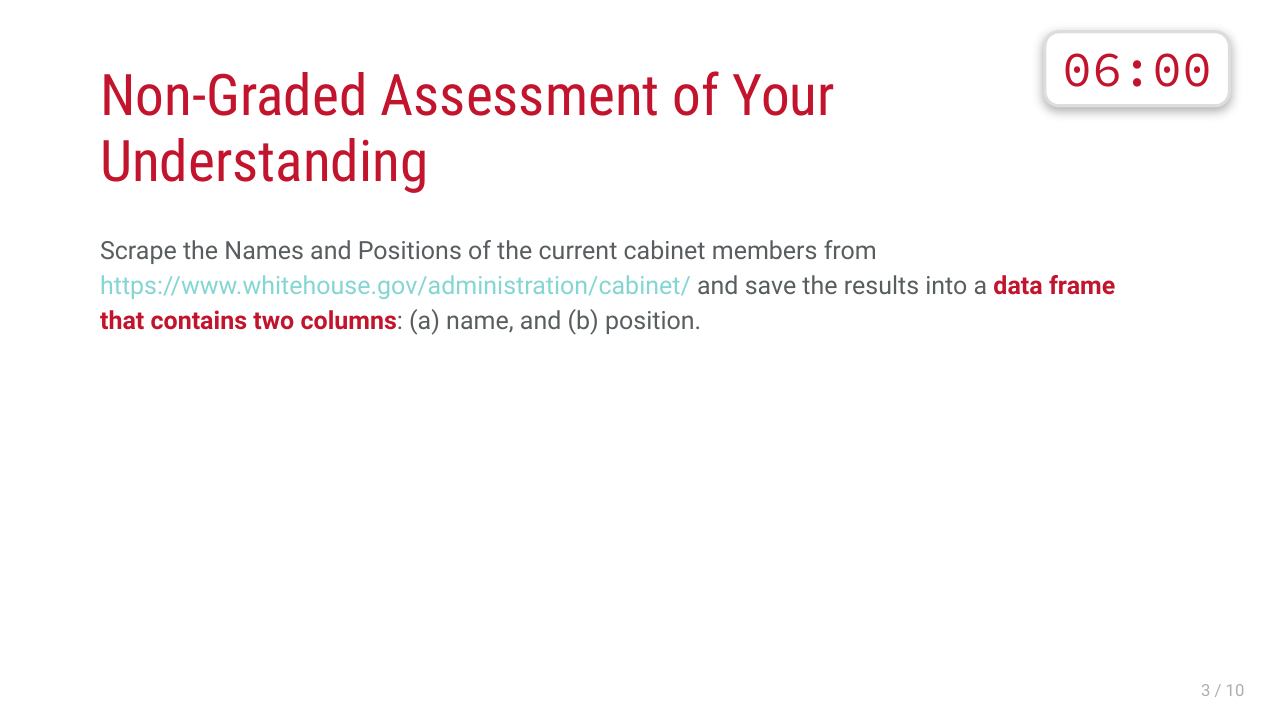 06:00
Non-Graded Assessment of Your
Understanding
Scrape the Names and Positions of the current cabinet members from
https://www.whitehouse.gov/administration/cabinet/ and save the results into a data frame
that contains two columns: (a) name, and (b) position.
3 / 10